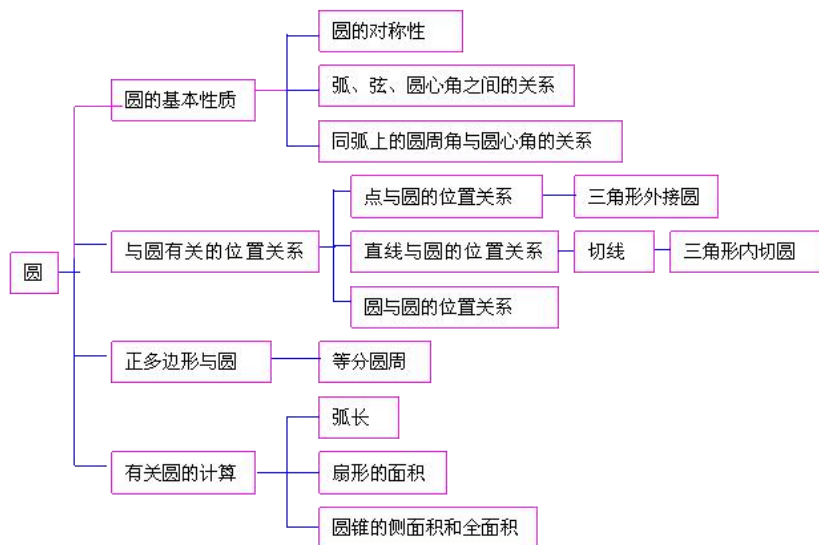 圆的对称性
圆的基本性质
弧、弦、圆心角之间的关系
同弧上的圆周角与圆心角的关系
点与圆的位置关系
三角形外接圆
圆
与圆有关的位置关系
直线与圆的位置关系
切线
三角形内切圆
圆与圆的位置关系
正多边形与圆
等分圆周
弧长
有关圆的计算
扇形的面积
圆锥的侧面积和全面积